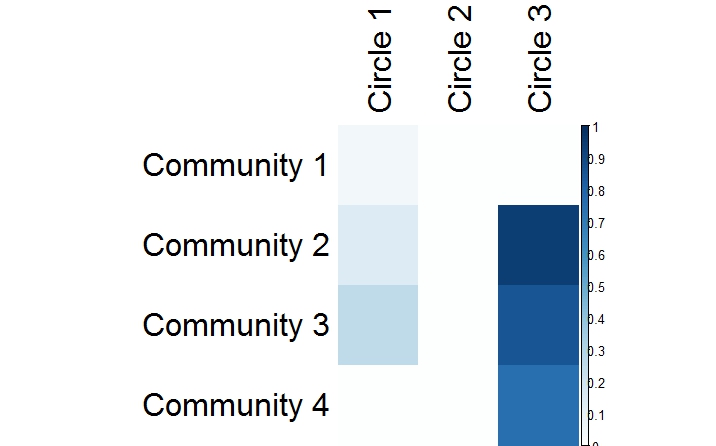 Circle 1
Circle 2
Circle 3
Community 1
Community 2
Community 3
Community 4
1
0.9
0.8
0.7
0.6
0.5
0.4
0.3
0.2
0.1
0